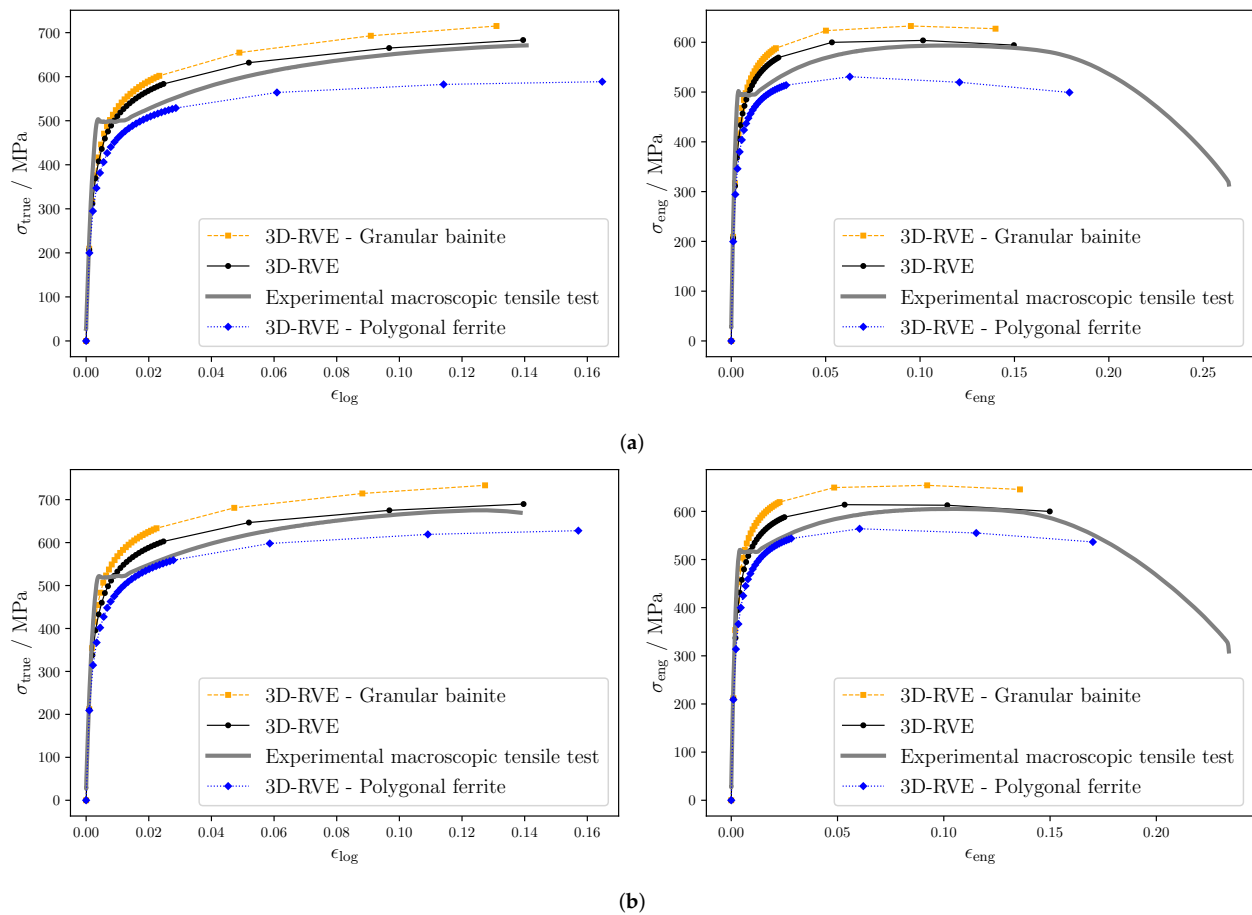 700
600
500
400
300
200
100
0
σtrue / MPa
3D-RVE - Granular bainite
3D-RVE
Experimental macroscopic tensile test
3D-RVE - Polygonal ferrite
0.00 0.02 0.04 0.06 0.08 0.10 0.12 0.14 0.16
ϵlog
600
500
400
300
200
100
0
σeng / MPa
3D-RVE - Granular bainite
3D-RVE
Experimental macroscopic tensile test
3D-RVE - Polygonal ferrite
0.00 0.05 0.10 0.15 0.20 0.25
ϵeng
(a)
700
600
500
400
300
200
100
0
σtrue / MPa
3D-RVE - Granular bainite
3D-RVE
Experimental macroscopic tensile test
3D-RVE - Polygonal ferrite
0.00 0.02 0.04 0.06 0.08 0.10 0.12 0.14 0.16
ϵlog
600
500
400
300
200
100
0
σeng / MPa
3D-RVE - Granular bainite
3D-RVE
Experimental macroscopic tensile test
3D-RVE - Polygonal ferrite
0.00 0.05 0.10 0.15 0.20
ϵeng
(b)